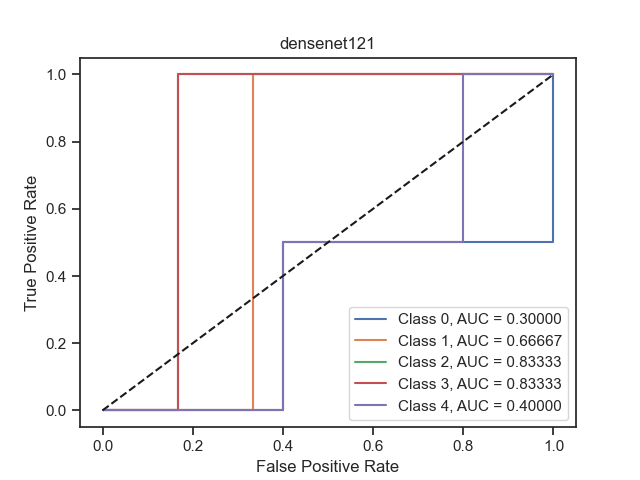 densenet121
True Positive Rate
1.0
0.8
0.6
0.4
0.2
0.0
Class 0, AUC = 0.30000
Class 1, AUC = 0.66667
Class 2, AUC = 0.83333
Class 3, AUC = 0.83333
Class 4, AUC = 0.40000
0.0 0.2 0.4 0.6 0.8 1.0
False Positive Rate